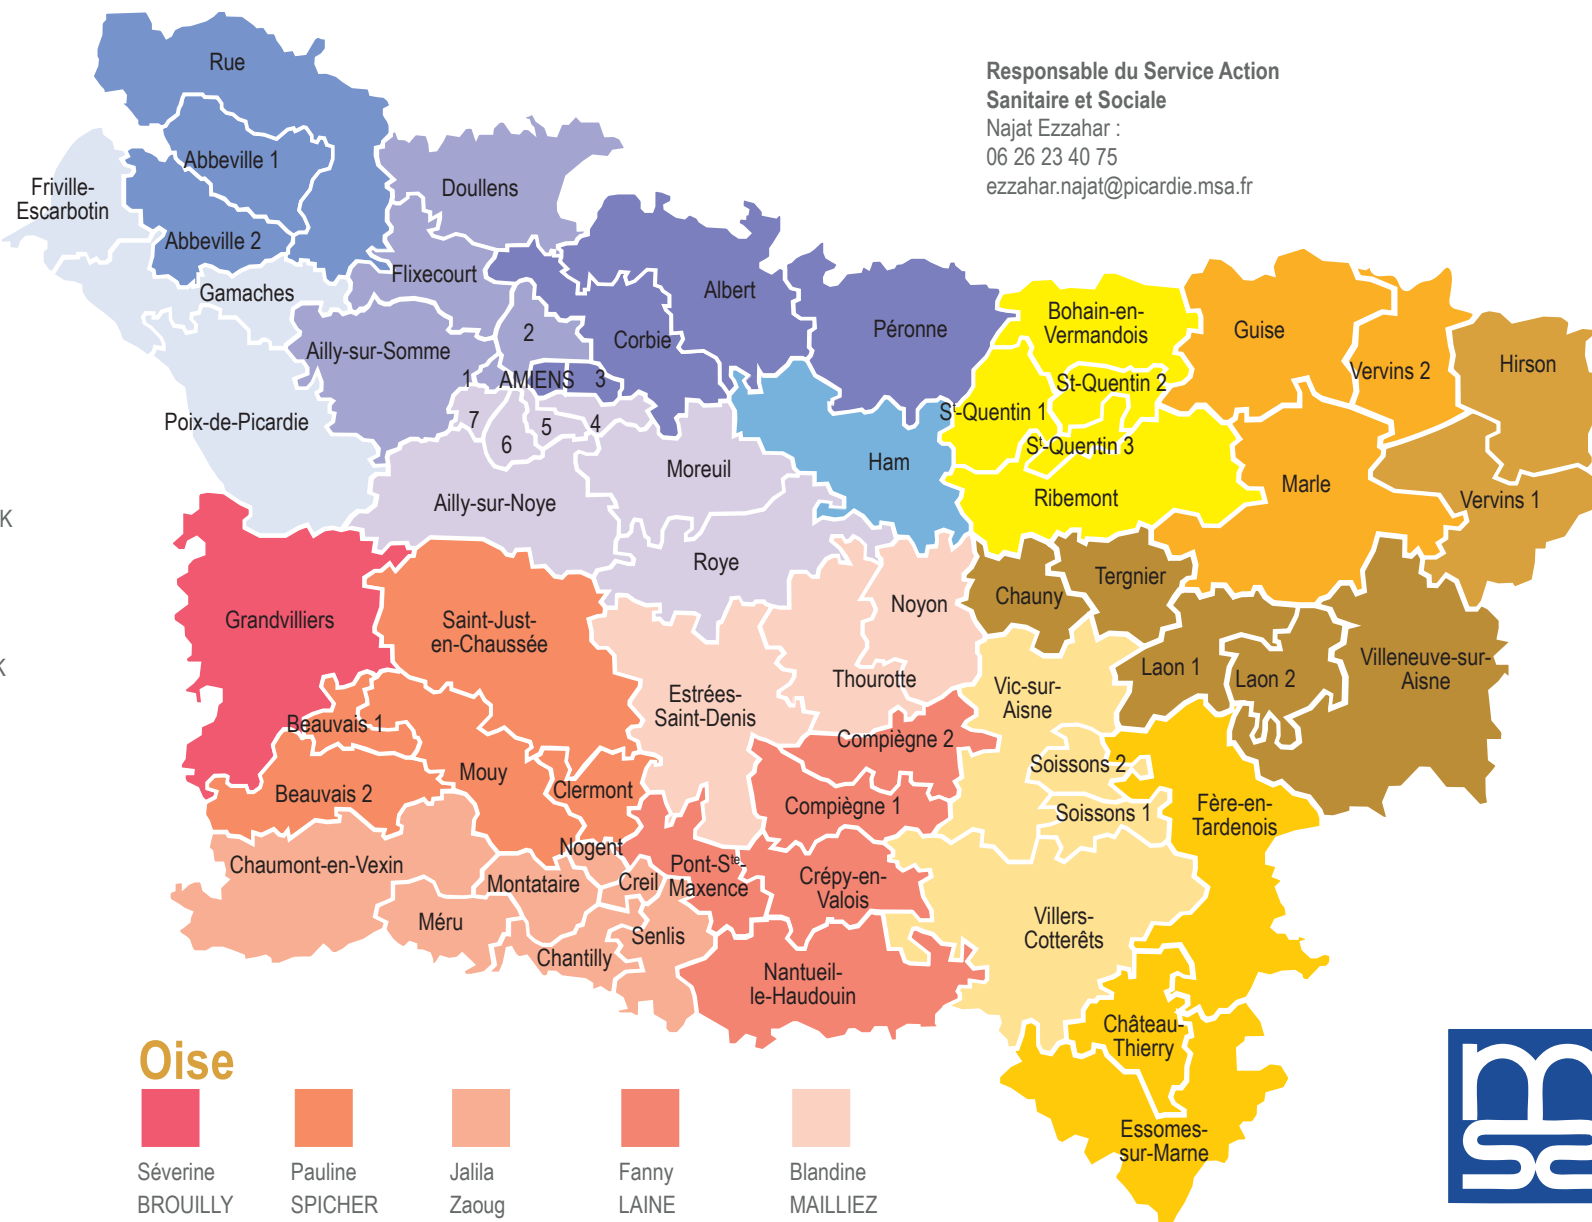 Responsable du Service Action
Sanitaire et Sociale
Najat Ezzahar :
06 26 23 40 75
ezzahar.najat@picardie.msa.fr
Rue
Abbeville 1
Friville-
Escarbotin
Abbeville 2
Doullens
Flixecourt
Gamaches
Albert
Péronne
Bohain-en-
Vermandois
Guise
Vervins 2
Hirson
2
Corbie
Ailly-sur-Somme
1
AMIENS
3
St-Quentin 2
St-Quentin 1
Poix-de-Picardie
7
6
5
4
St-Quentin 3
Moreuil
Ham
Ribemont
Marle
Vervins 1
Ailly-sur-Noye
K
Roye
Noyon
Chauny
Tergnier
Grandvilliers
Saint-Just-
en-Chaussée
K
Thourotte
Vic-sur-
Aisne
Laon 1
Laon 2
Villeneuve-sur-
Aisne
Estrées-
Saint-Denis
Beauvais 1
Compiègne 2
Mouy
Soissons 2
Clermont
Beauvais 2
Compiègne 1
Soissons 1
Fère-en-
Tardenois
Nogent
Chaumont-en-Vexin
Montataire
Creil
Pont-Ste-
Maxence
Crépy-en-
Valois
Méru
Senlis
Villers-
Cotterêts
Chantilly
Nantueil-
le-Haudouin
Château-
Thierry
Essomes-
sur-Marne
Oise
Séverine
BROUILLY
Pauline
SPICHER
Jalila
Zaoug
Fanny
LAINE
Blandine
MAILLIEZ
msa